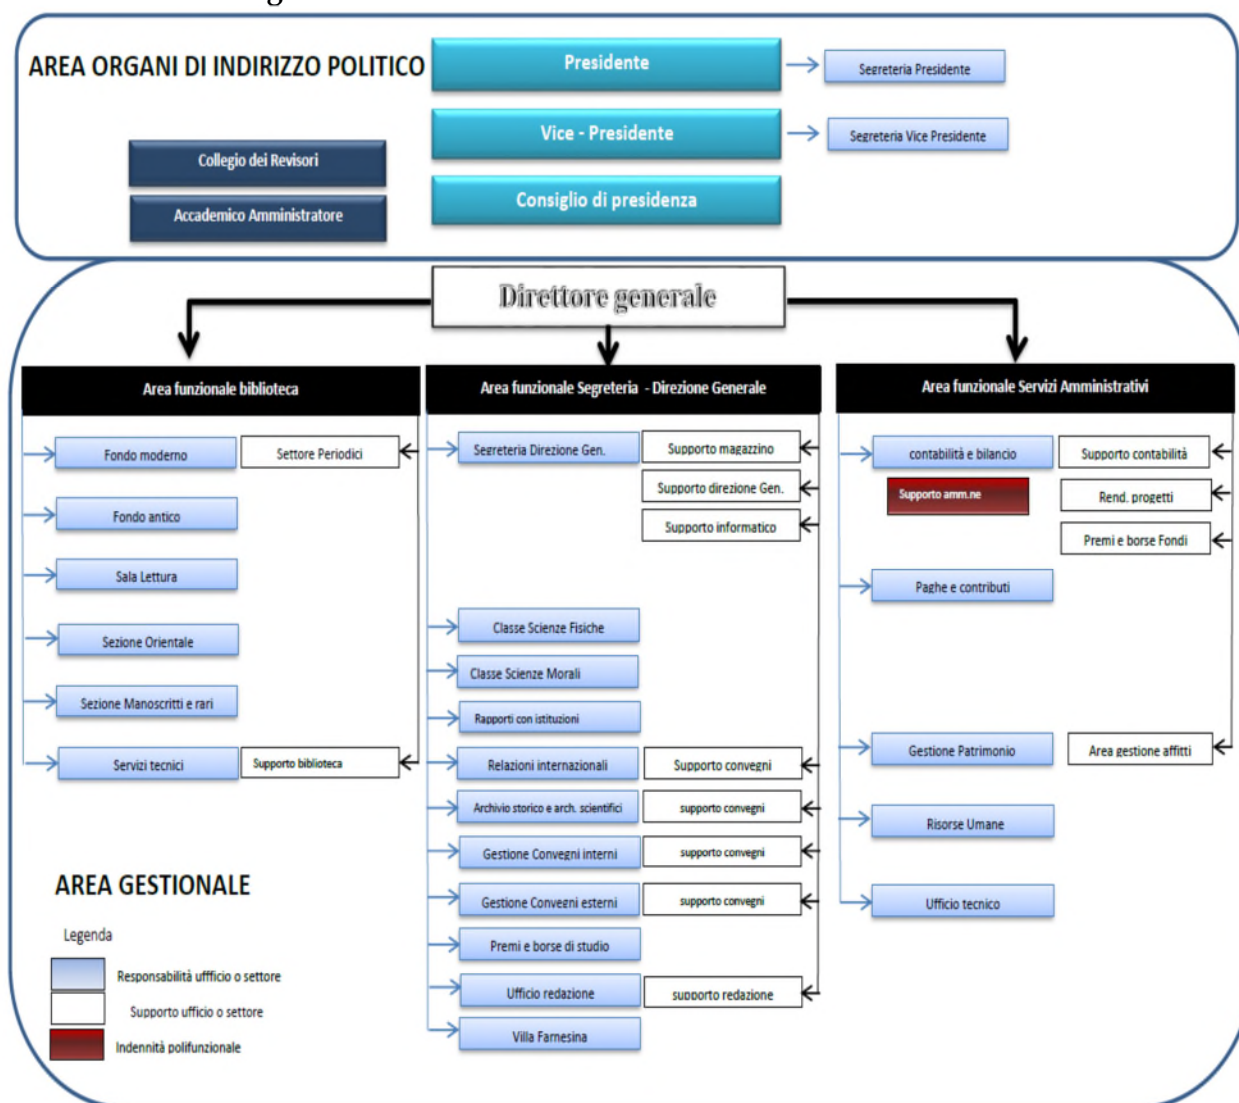 AREA ORGANI DI INDIRIZZO POLITICO
Presidente
Segreteria Presidente
Vice - Presidente
Segreteria Vice Presidente
Collegio dei Revisori
Consiglio di presidenza
Accademico Amministratore
Direttore generale
Area funzionale biblioteca
Fondo moderno
Settore Periodici
Fondo antico
Sala Lettura
Sezione Orientale
Sezione Manoscritti e rari
Servizi tecnici
Supporto biblioteca
Area funzionale Segreteria - Direzione Generale
Segreteria Direzione Gen.
Supporto magazzino
Supporto direzione Gen.
Supporto informatico
Classe Scienze Fisiche
Classe Scienze Morali
Rapporti con istituzioni
Relazioni internazionali
Supporto convegni
Archivio storico e arch. scientifici
supporto convegni
Gestione Convegni interni
supporto convegni
Gestione Convegni esterni
supporto convegni
Premi e borse di studio
Ufficio redazione
supporto redazione
Villa Farnesina
Area funzionale Servizi Amministrativi
contabilità e bilancio
Supporto contabilità
Supporto amm.ne
Rend. progetti
Premi e borse Fondi
Paghe e contributi
Gestione Patrimonio
Area gestione affitti
Risorse Umane
Ufficio tecnico
AREA GESTIONALE
Legenda
Responsabilità uffficio o settore
Supporto ufficio o settore
Indennità polifunzionale